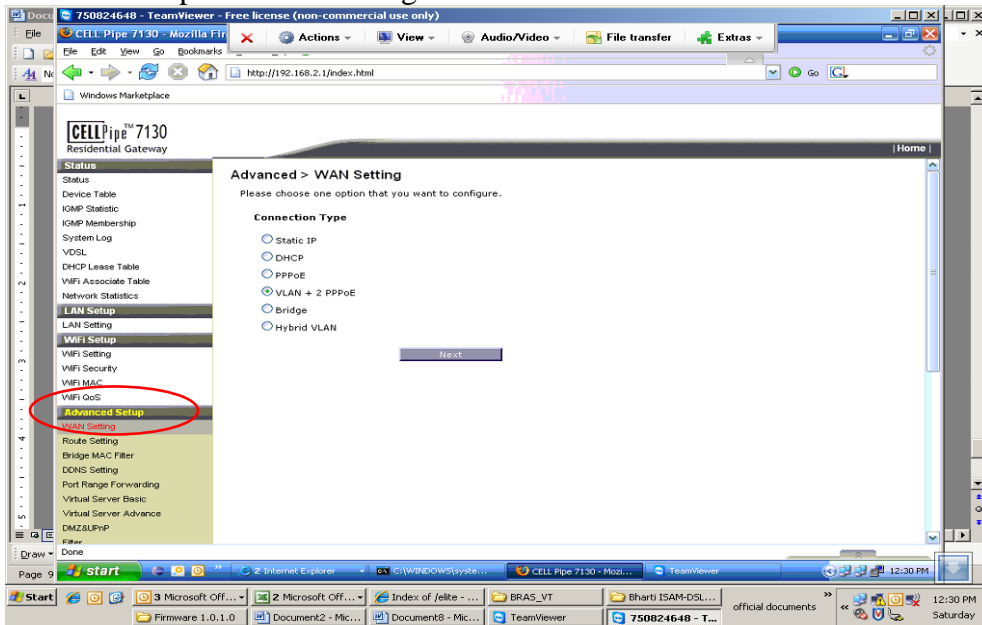 Docu
750824648 - TeamViewer - Free license (non-commercial use only)
File
CELL Pipe 7130 - Mozilla Fir
Actions
View
Audio/Video
File transfer
Extras
File Edit View Go Bookmarks
http://192.168.2.1/index.html
Go
Windows Marketplace
CELLPipe™ 7130
Residential Gateway
| Home |
Status
Status
Device Table
IGMP Statistic
IGMP Membership
System Log
VDSL
DHCP Lease Table
WiFi Associate Table
Network Statistics
LAN Setup
LAN Setting
WiFi Setup
WiFi Setting
WiFi Security
WiFi MAC
WiFi QoS
Advanced Setup
WAN Setting
Route Setting
Bridge MAC Filter
DDNS Setting
Port Range Forwarding
Virtual Server Basic
Virtual Server Advance
DMZ&UPnP
Filter
Advanced > WAN Setting
Please choose one option that you want to configure.
Connection Type
Static IP
DHCP
PPPoE
VLAN + 2 PPPoE
Bridge
Hybrid VLAN
Next
Draw
Done
Page 9
start
2 Internet Explorer
C:\WINDOWS\syste...
CELL Pipe 7130 - Mozi...
TeamViewer
12:30 PM
Start
3 Microsoft Off...
2 Microsoft Off...
Index of /elite - ...
BRAS_VT
Bharti ISAM-DSL...
official documents
12:30 PM
Firmware 1.0.1.0
Document2 - Mic...
Document8 - Mic...
TeamViewer
750824648 - T...
Saturday